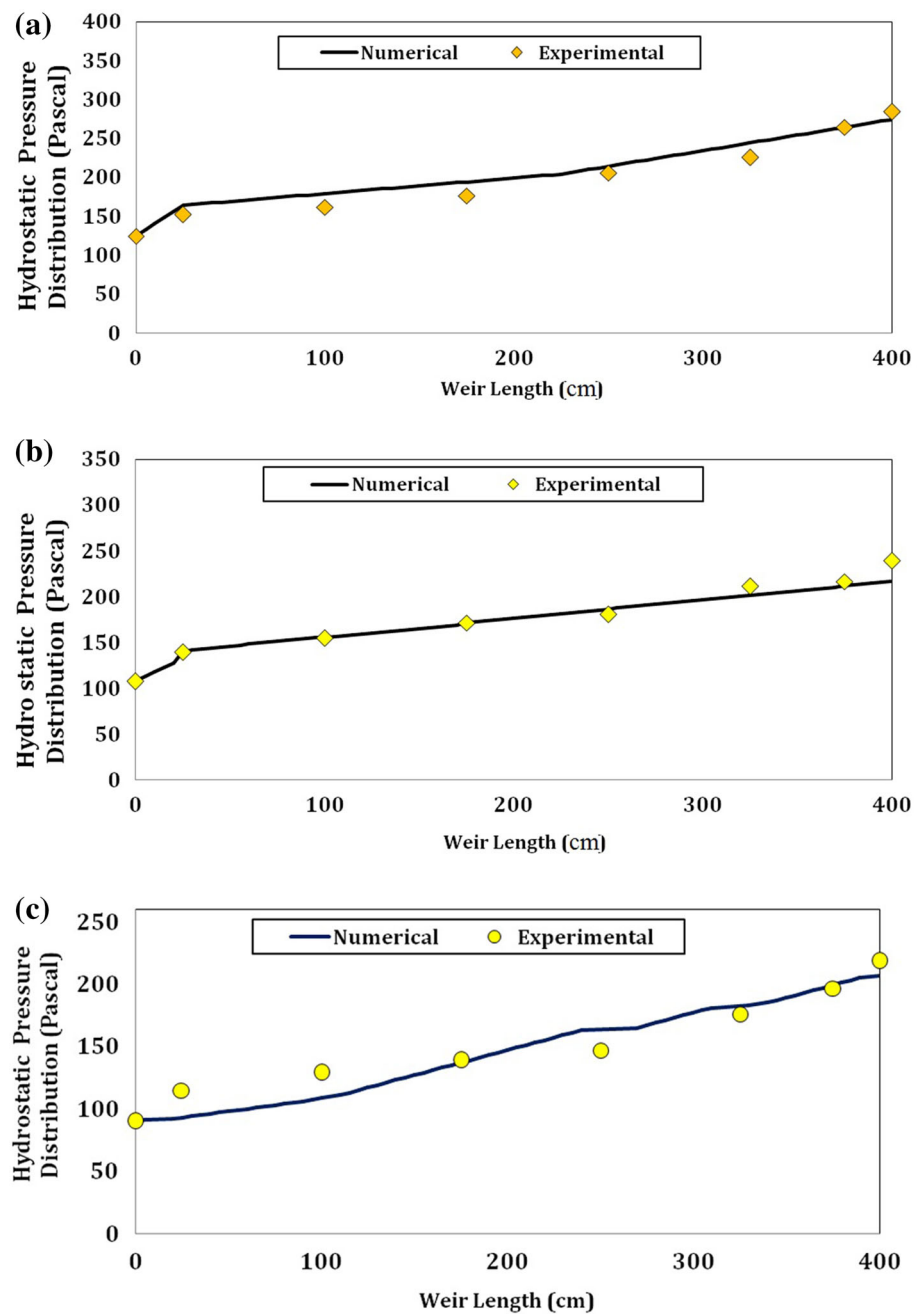 (a)
400
350
300
250
200
150
100
50
0
Hydrostatic Pressure
Distribution (Pascal)
Numerical Experimental
0 100 200 300 400
Weir Length (cm)
(b)
350
300
250
200
150
100
50
0
Hydro static Pressure
Distribution (Pascal)
Numerical Experimental
0 100 200 300 400
Weir Length (cm)
(c)
250
200
150
100
50
0
Hydrostatic Pressure
Distribution (Pascal)
Numerical Experimental
0 100 200 300 400
Weir Length (cm)